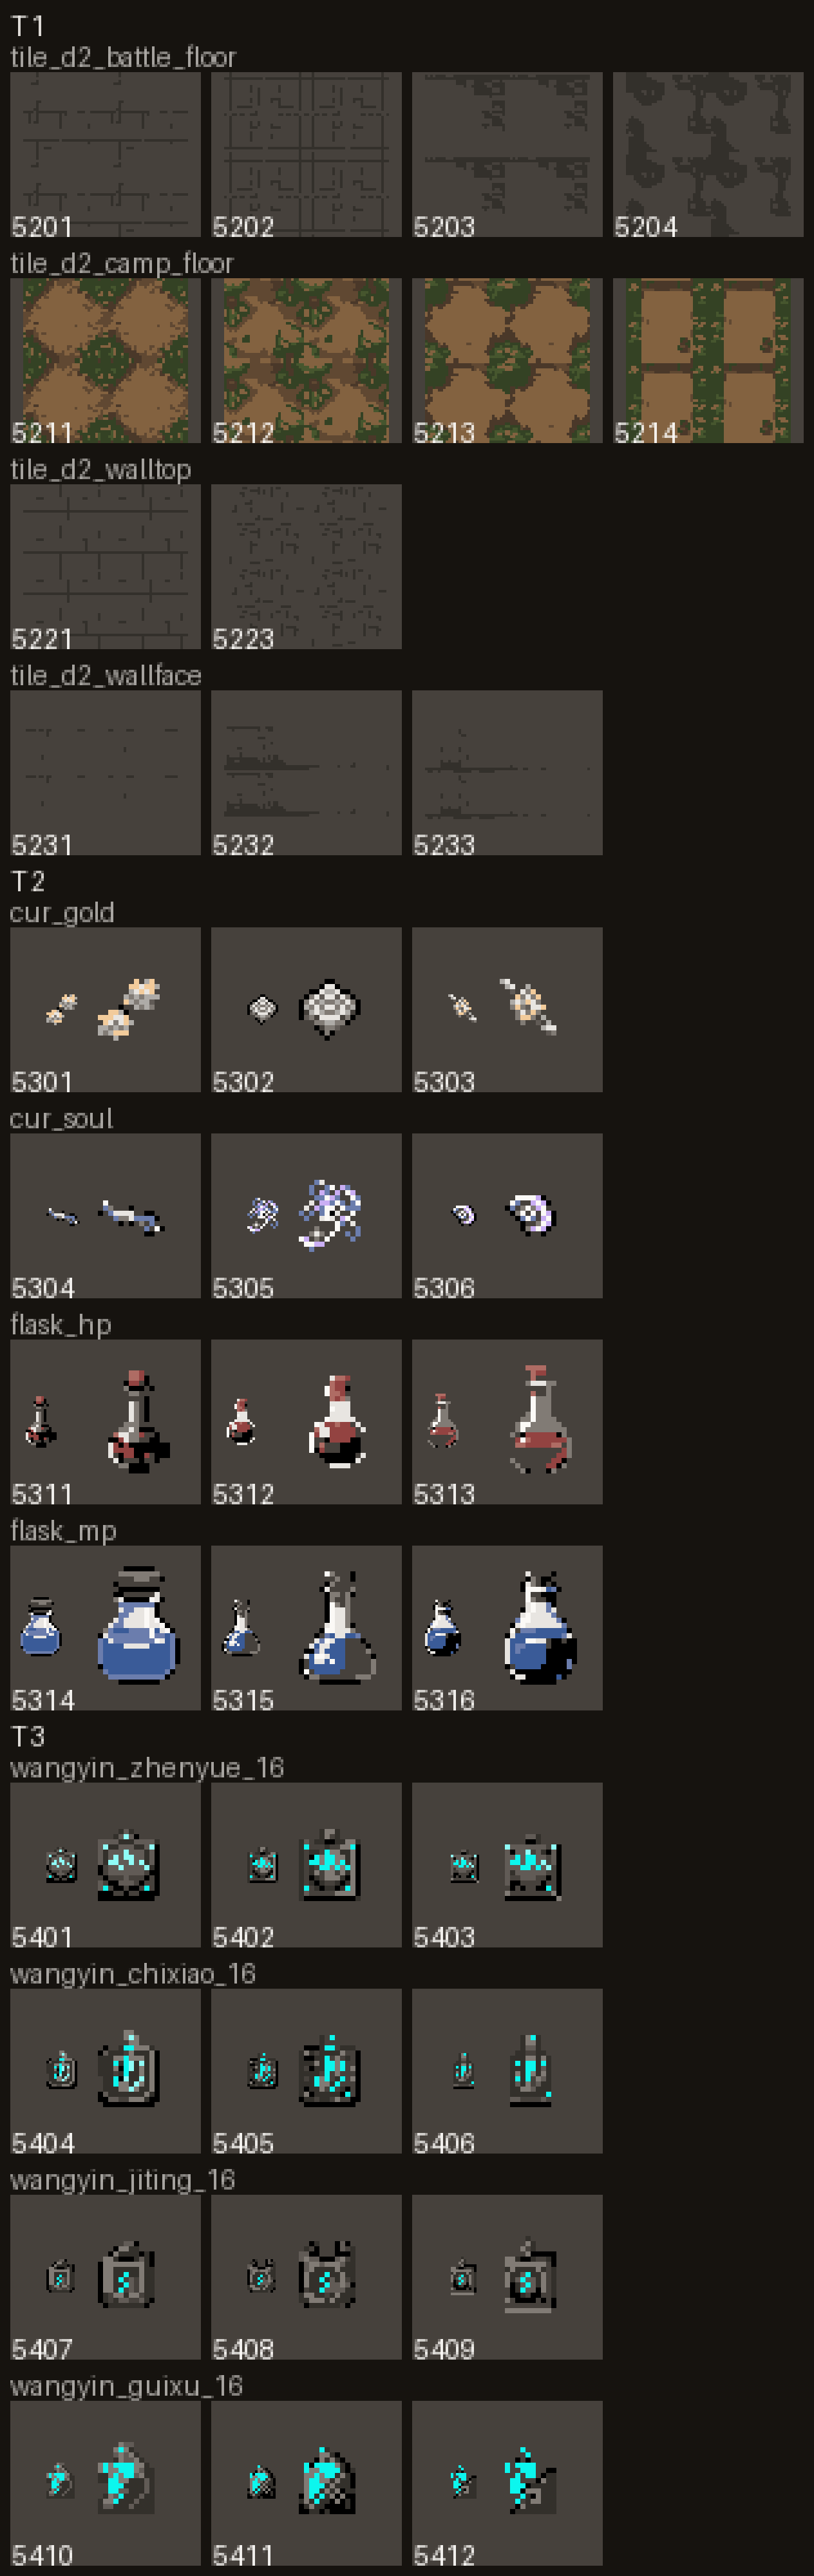 T1
tile_d2_battle_floor
5201 5202 5203 5204
tile_d2_camp_floor
5211 5212 5213 5214
tile_d2_walltop
5221 5223
tile_d2_wallface
5231 5232 5233
T2
cur_gold
5301 5302 5303
cur_soul
5304 5305 5306
flask_hp
5311 5312 5313
flask_mp
5314 5315 5316
T3
wangyin_zhenyue_16
5401 5402 5403
wangyin_chixiao_16
5404 5405 5406
wangyin_jiting_16
5407 5408 5409
wangyin_guixu_16
5410 5411 5412